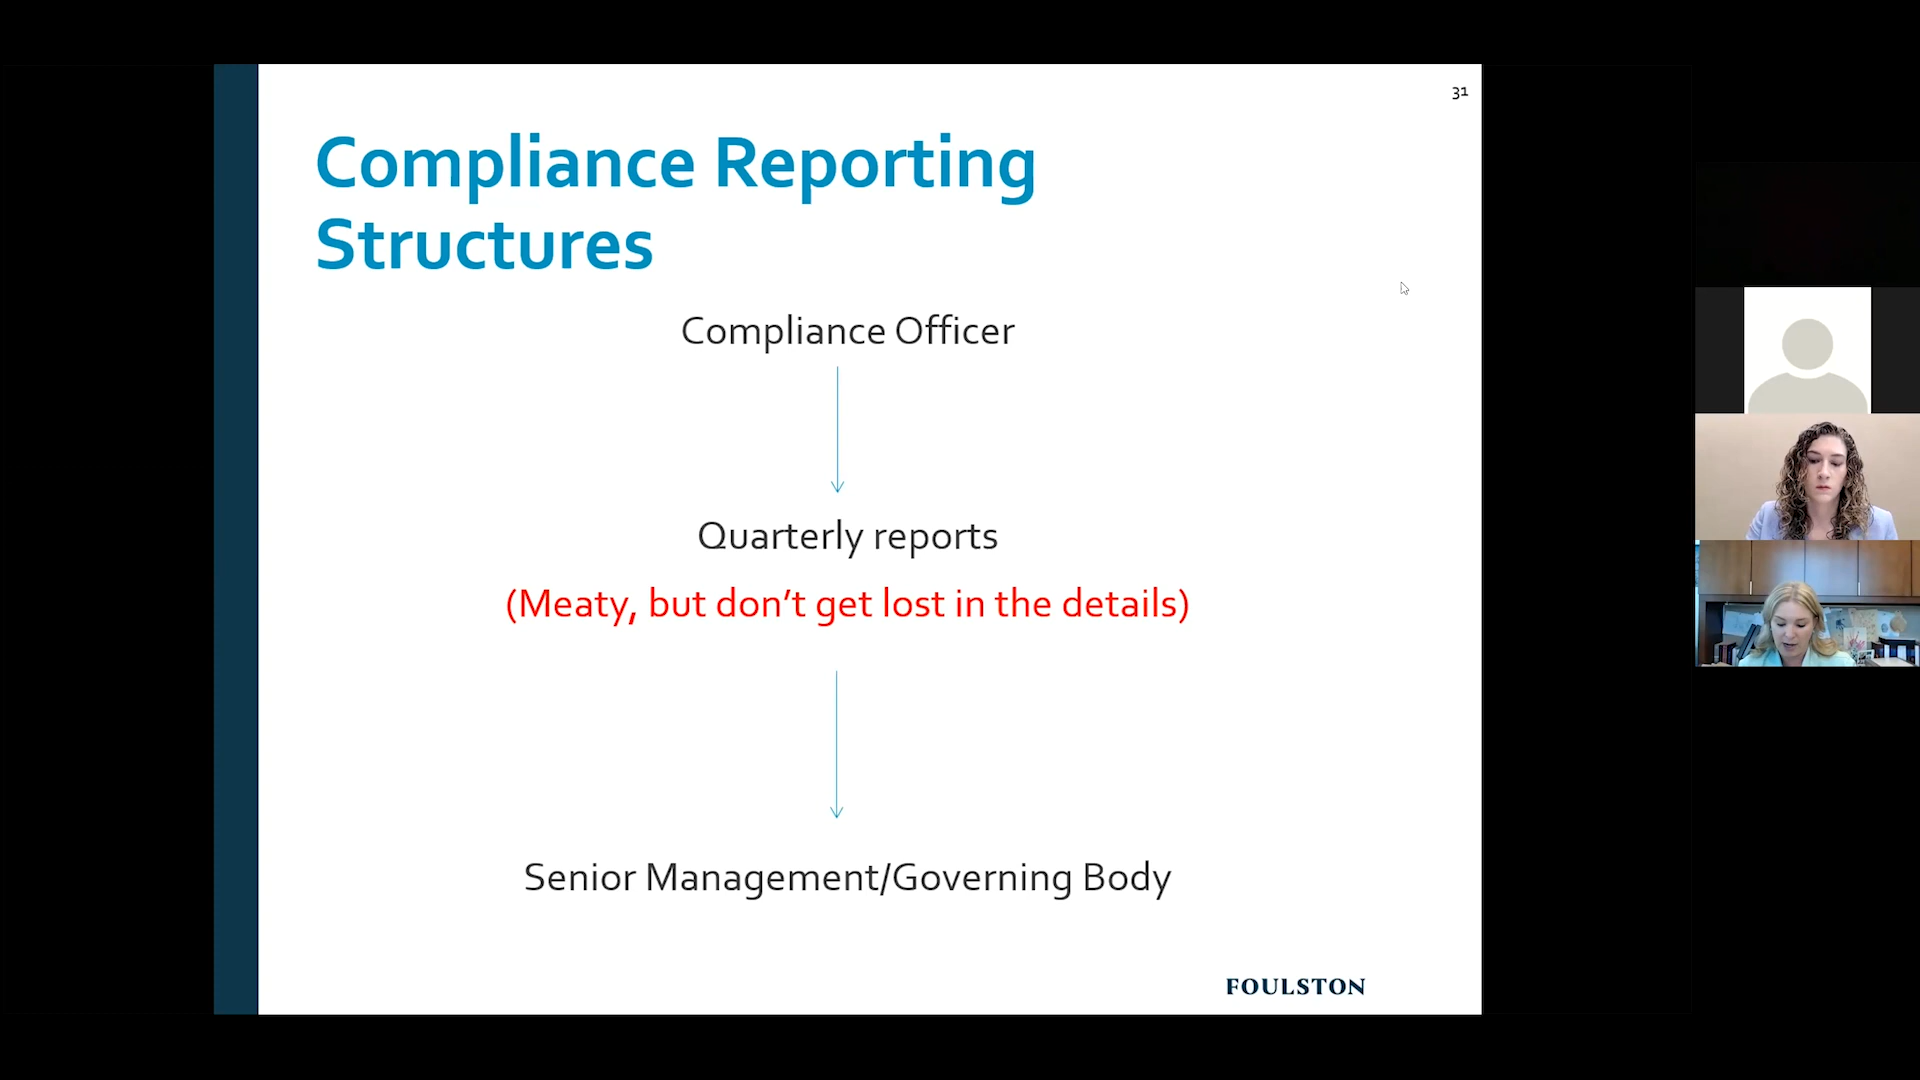 31
Compliance Reporting
Structures
Compliance Officer
Quarterly reports
(Meaty, but don’t get lost in the details)
Senior Management/Governing Body
FOULSTON